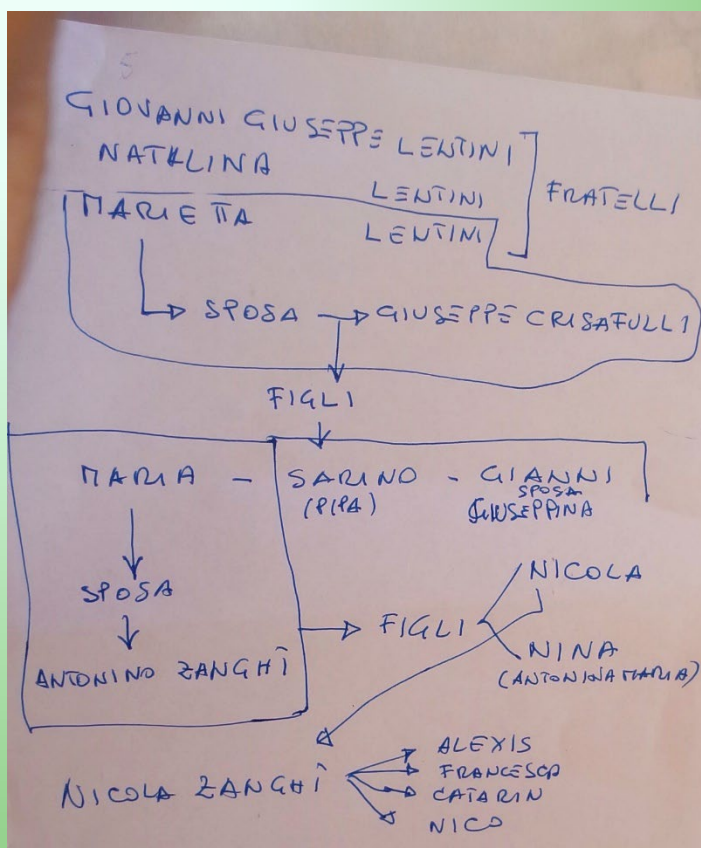 5
GIOVANNI GIUSEPPE LENTINI
NATALINA LENTINI
MARIETTA LENTINI
FRATELLI
SPOSA GIUSEPPE CRISAFULLI
FIGLI
MARIA - SARINO - GIANNI
(PIPA) SPOSA
GIUSEPPINA
SPOSA
ANTONINO ZANGHÌ
FIGLI
NICOLA
NINA
(ANTONINA MARIA)
NICOLA ZANGHÌ
ALEXIS
FRANCESCA
CATARIN
NICO